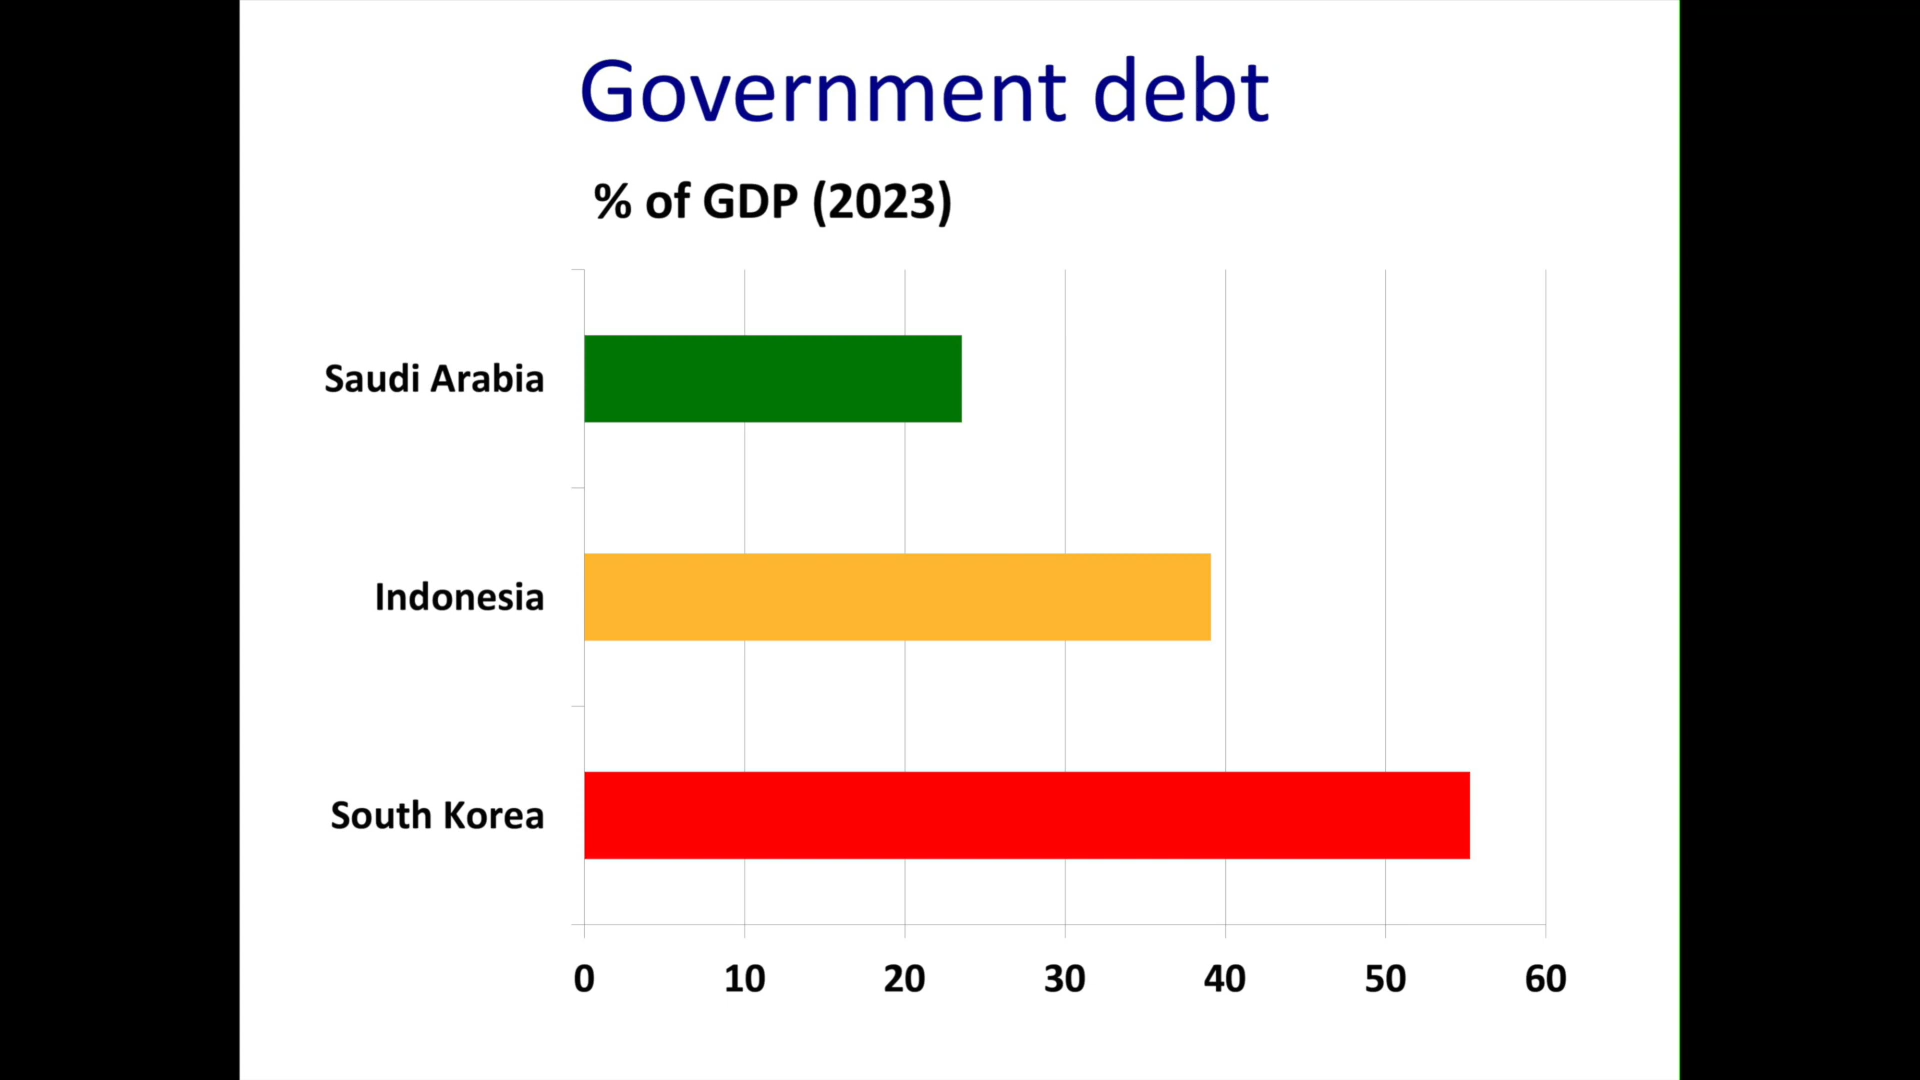 Government debt
% of GDP (2023)
Saudi Arabia
Indonesia
South Korea
0 10 20 30 40 50 60